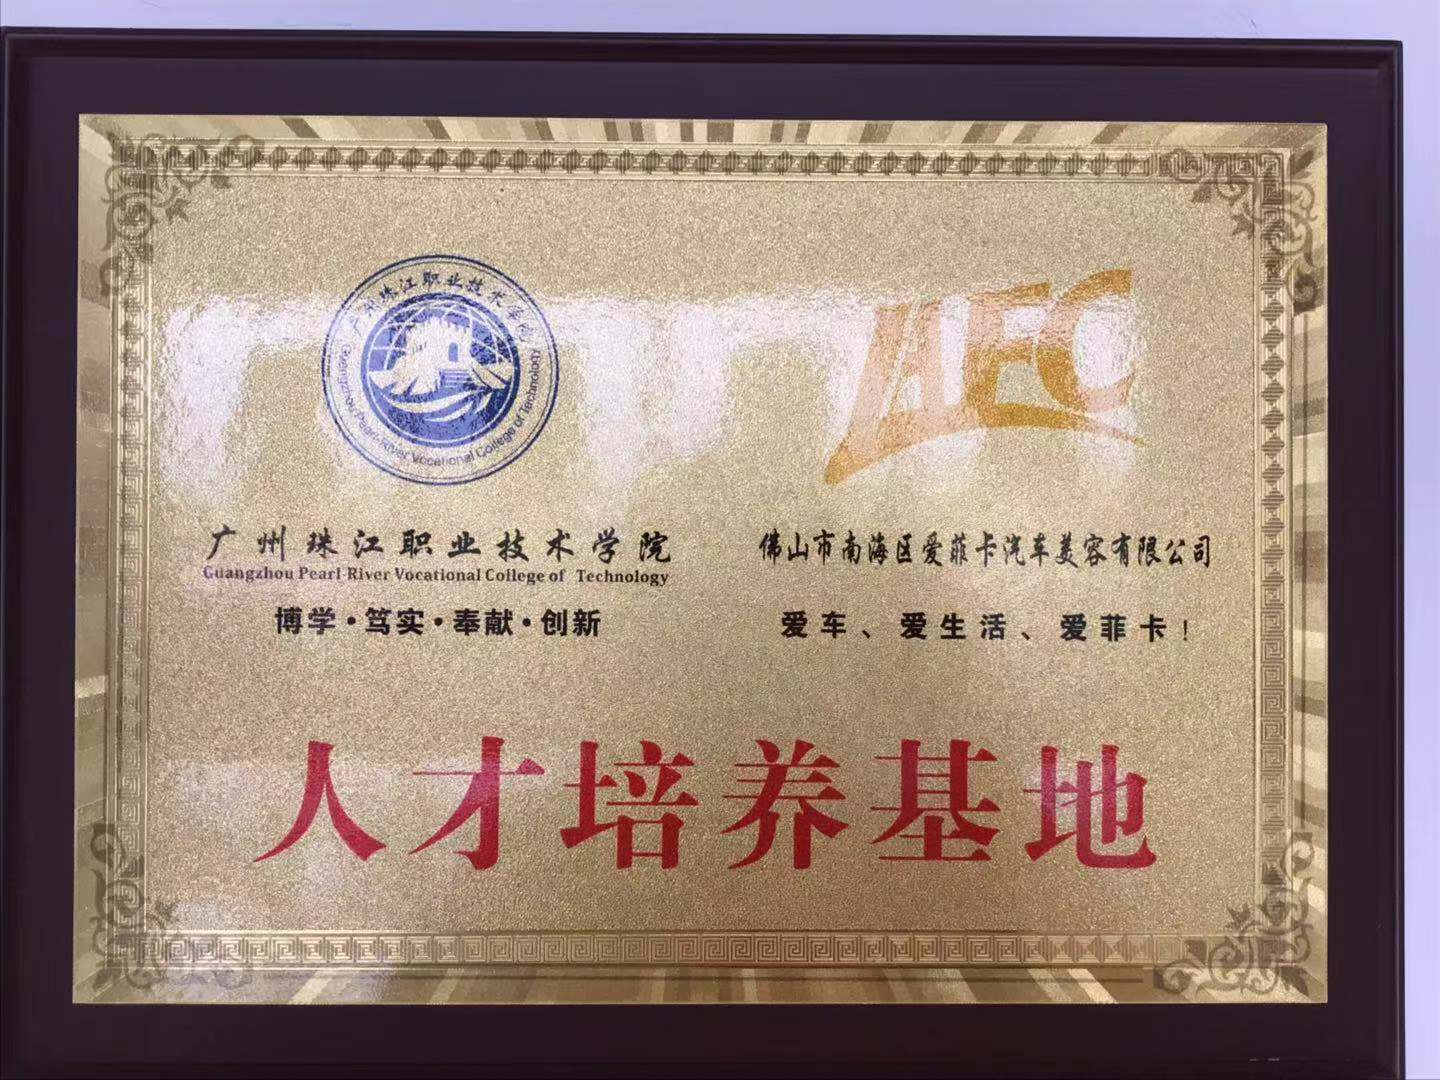 广州珠江职业技术学院
Guangzhou Pearl-River Vocational College of Technology
AFC
广州珠江职业技术学院
Guangzhou Pearl-River Vocational College of Technology
博学·笃实·奉献·创新
佛山市南海区爱菲卡汽车美容有限公司
爱车、爱生活、爱菲卡!
人才培养基地